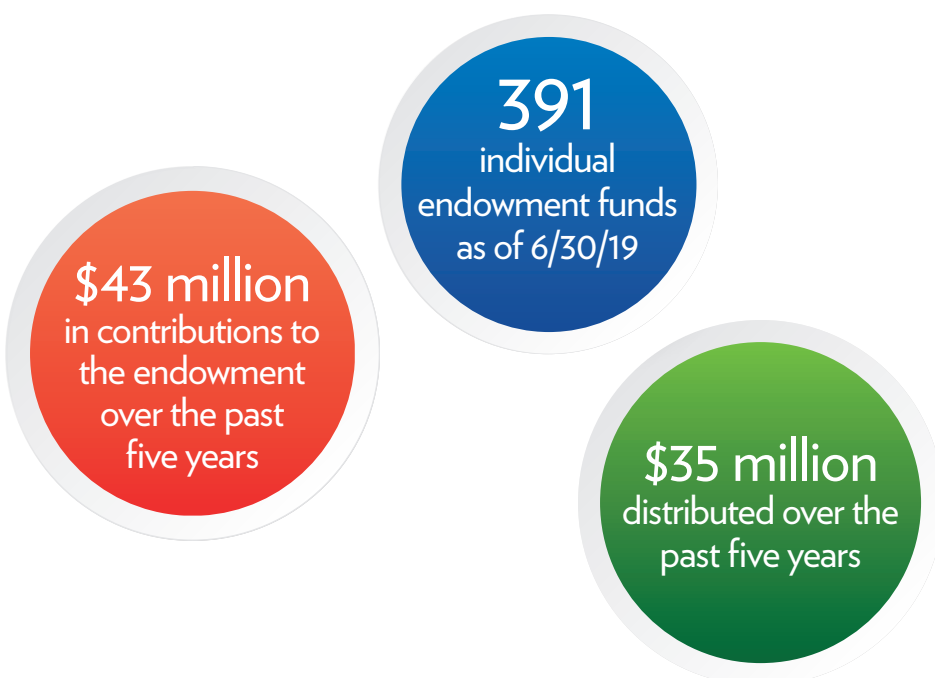 391
individual
endowment funds
as of 6/30/19
$43 million
in contributions to
the endowment
over the past
five years
$35 million
distributed over the
past five years